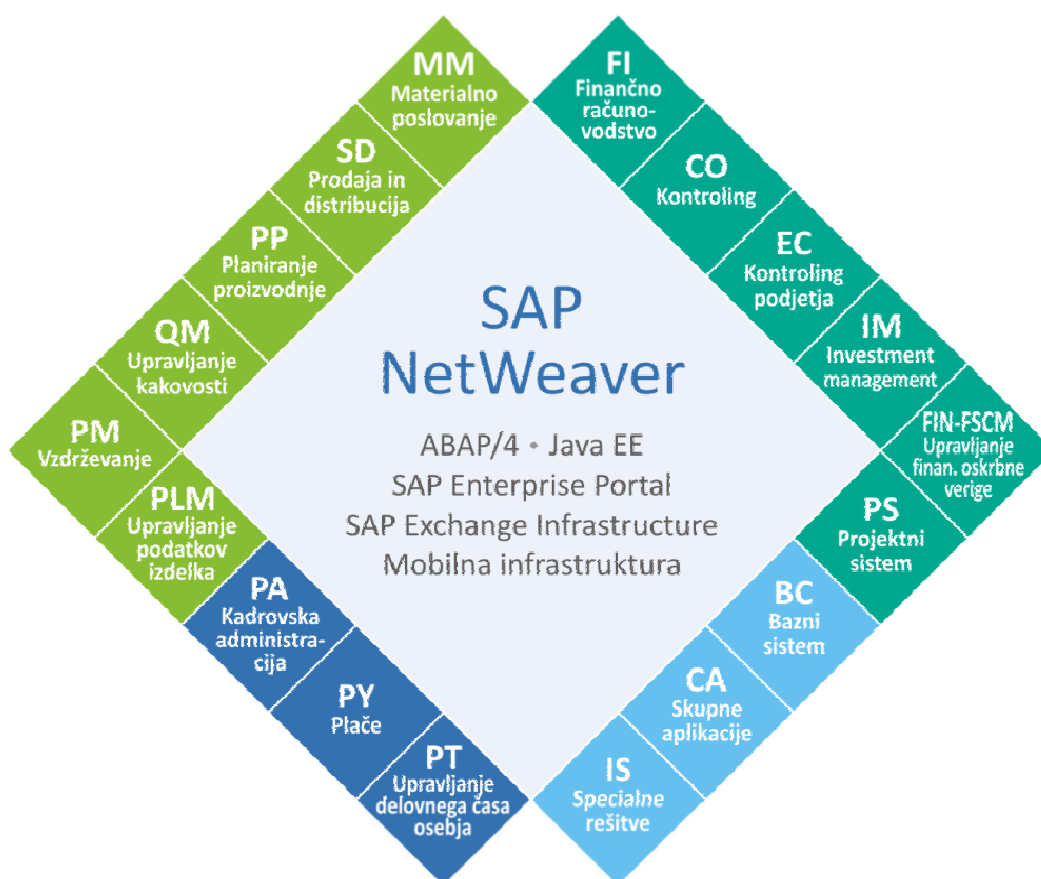 MM
Materialno
poslovanje
SD
Prodaja in
distribucija
PP
Planiranje
proizvodnje
QM
Upravljanje
kakovosti
PM
Vzdrževanje
PLM
Upravljanje
podatkov
izdelka
PA
Kadrovska
administra-
cija
PY
Plače
PT
Upravljanje
delovnega časa
osebja
SAP
NetWeaver
ABAP/4 • Java EE
SAP Enterprise Portal
SAP Exchange Infrastructure
Mobilna infrastruktura
FI
Finančno
računo-
vodstvo
CO
Kontroling
EC
Kontroling
podjetja
IM
Investment
management
FIN-FSCM
Upravljanje
finan. oskrbne
verige
PS
Projektni
sistem
BC
Bazni
sistem
CA
Skupne
aplikacije
IS
Specialne
rešitve